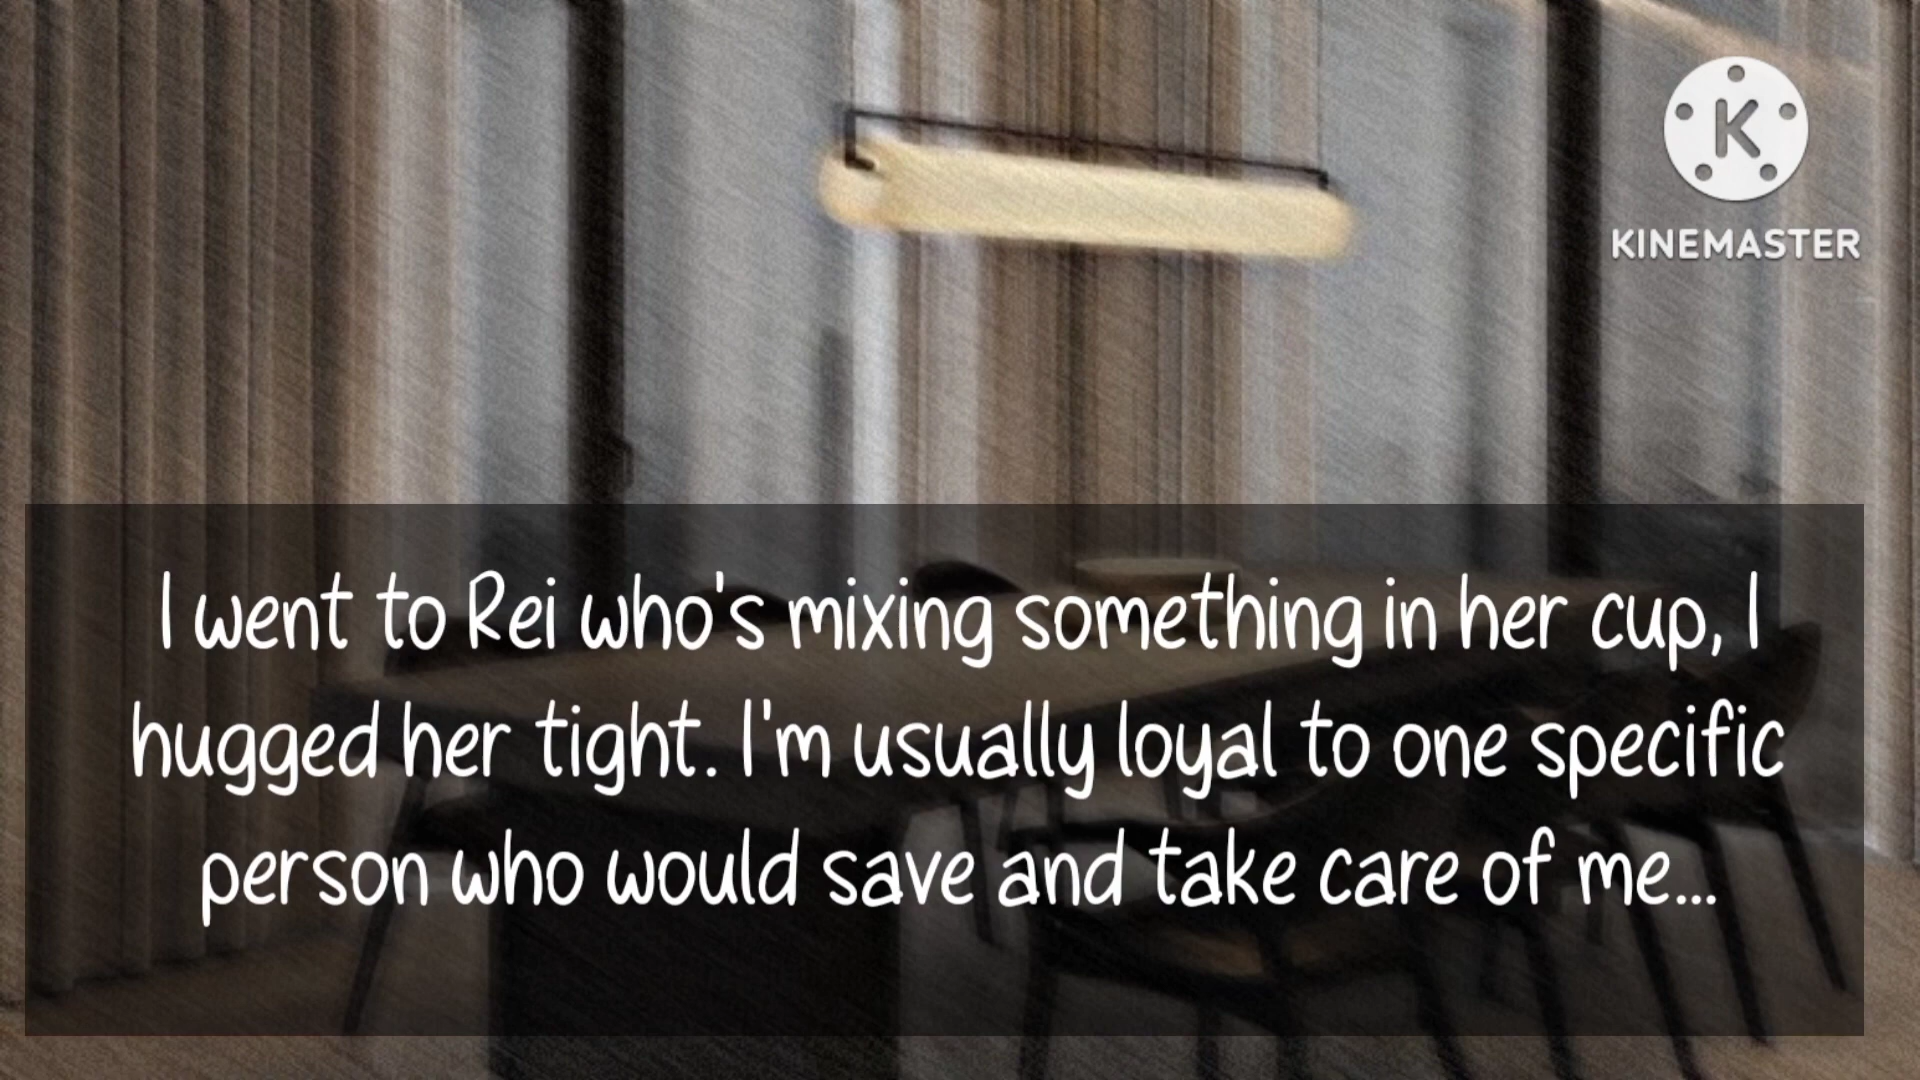 K
KINEMASTER
I went to Rei who's mixing something in her cup, I
hugged her tight. I'm usually loyal to one specific
person who would save and take care of me...